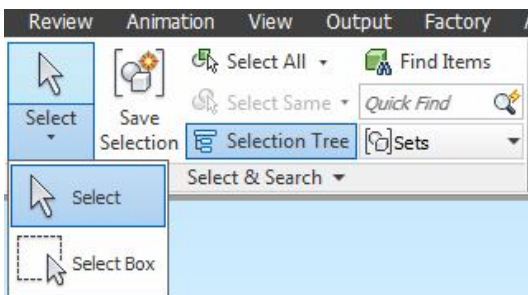 Review Animation View Output Factory
Select
Save Selection
Select All
Select Same
Selection Tree
Find Items
Quick Find
Sets
Select & Search
Select
Select Box